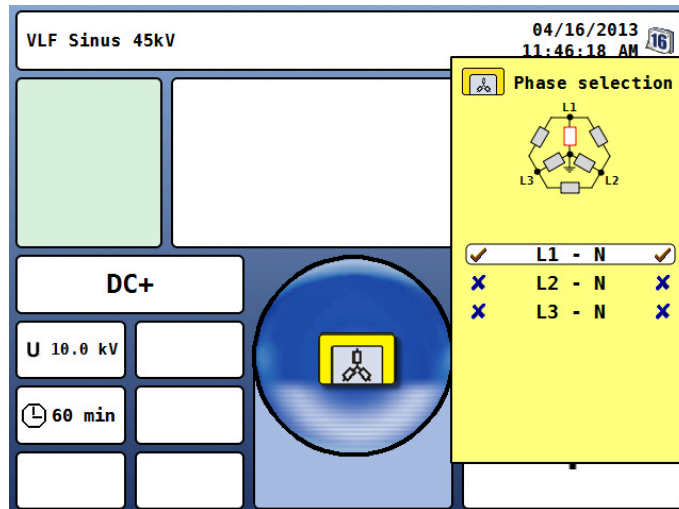 VLF Sinus 45kV
04/16/2013
11:46:18 AM
16
Phase selection
L1
L3
L2
L1 - N
L2 - N
L3 - N
DC+
U 10.0 kV
60 min